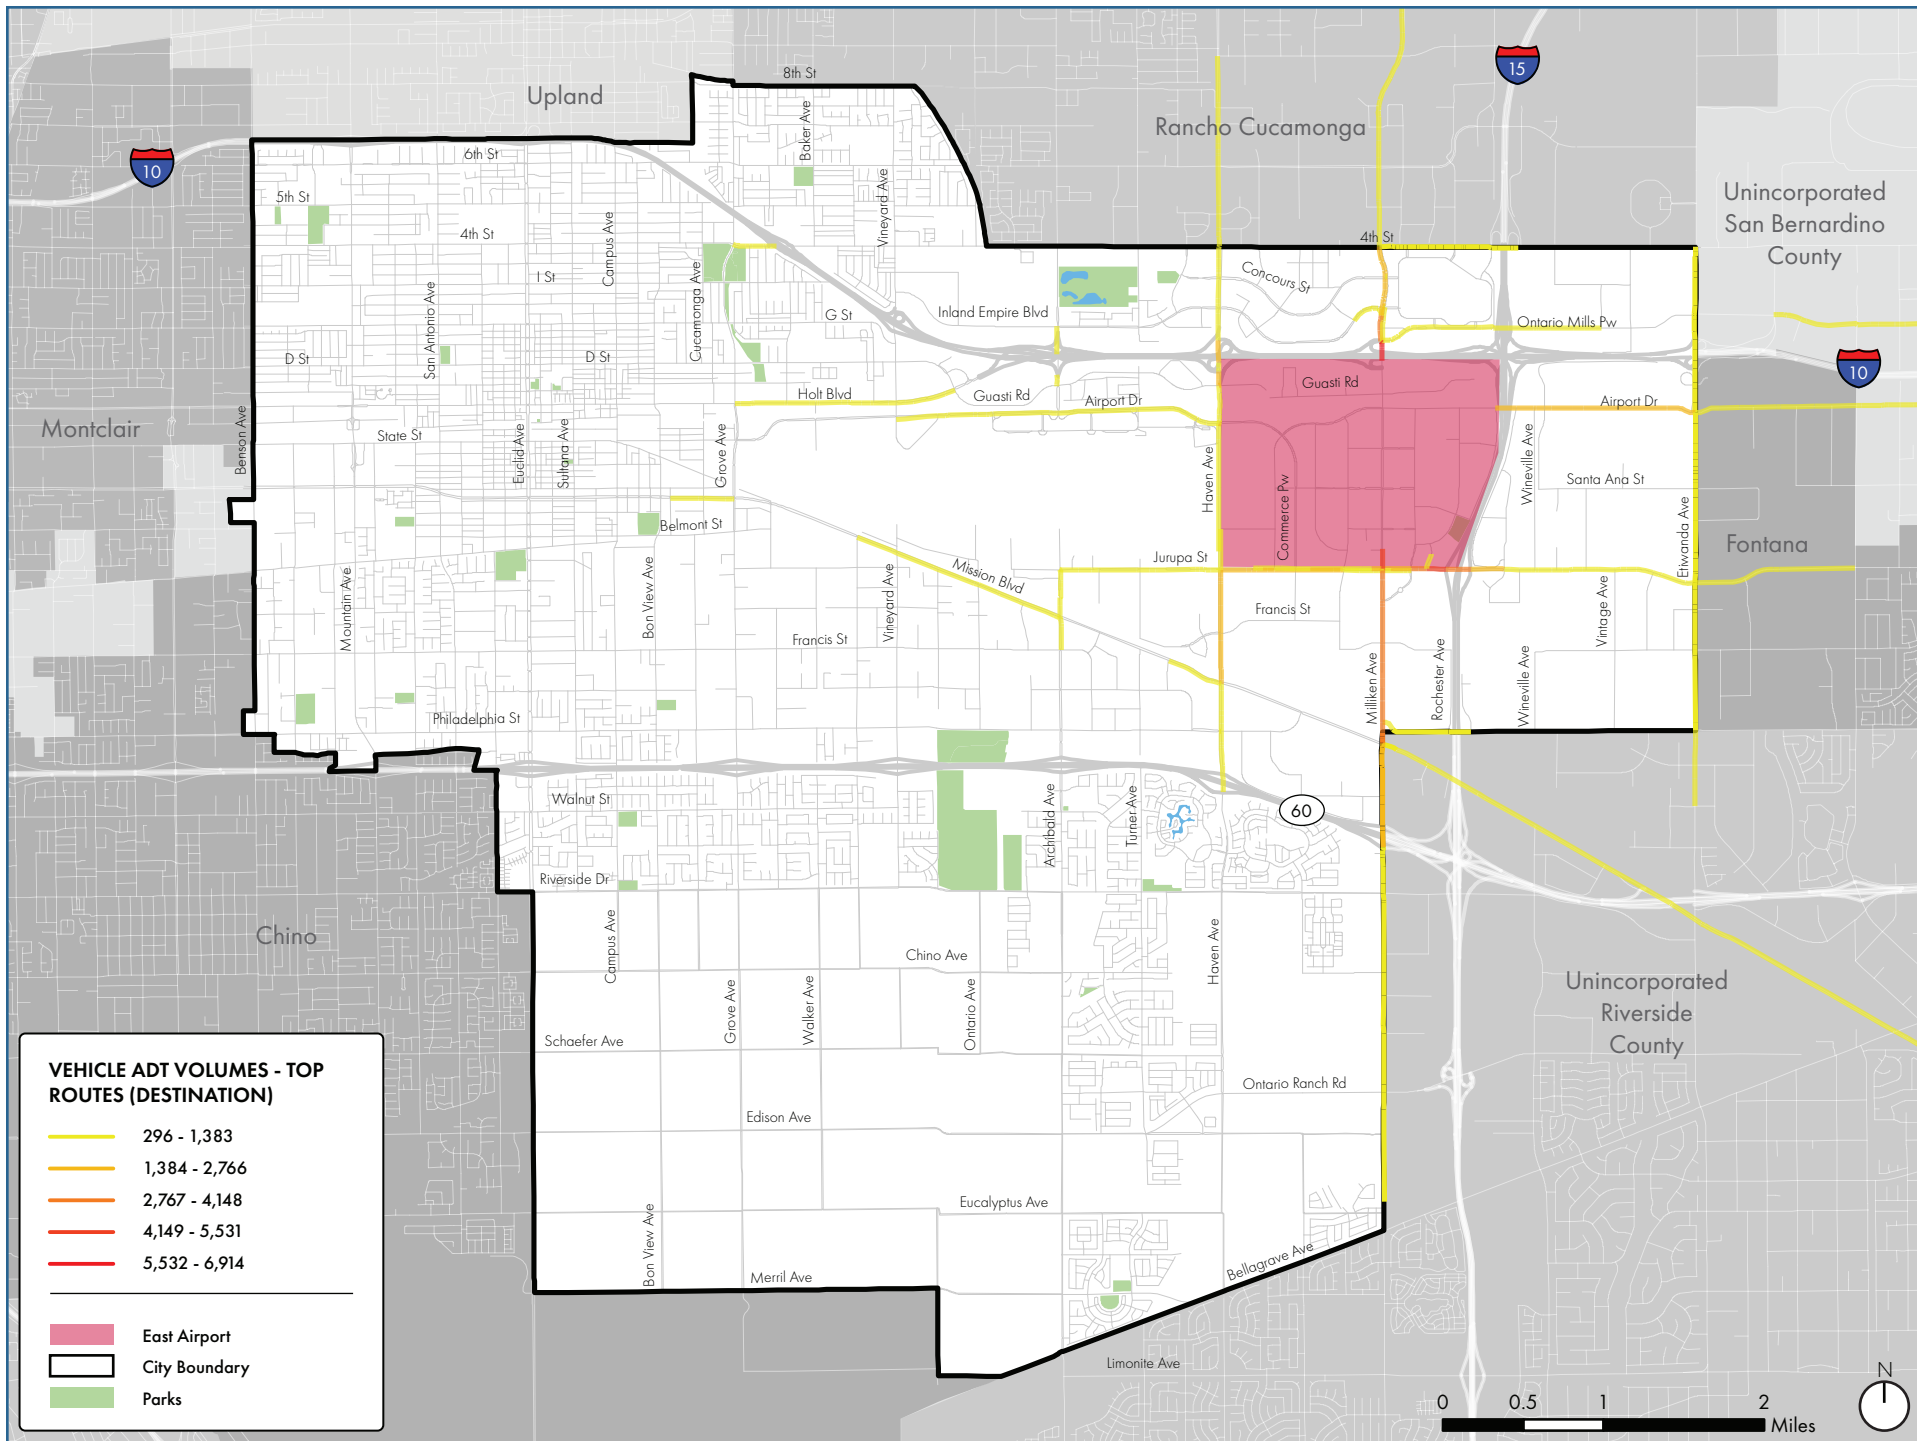 8th St
Upland
15
Rancho Cucamonga
Baker Ave
10
6th St
5th St
Vineyard Ave
Unincorporated
San Bernardino
County
4th St
Campus Ave
4th St
I St
Cucamonga Ave
Concours St
San Antonio Ave
G St
Inland Empire Blvd
Ontario Mills Pw
D St
D St
10
Guasti Rd
Holt Blvd
Guasti Rd
Airport Dr
Airport Dr
Montclair
Benson Ave
State St
Euclid Ave
Sultana Ave
Grove Ave
Haven Ave
Commerce Pw
Wineville Ave
Santa Ana St
Etiwanda Ave
Belmont St
Fontana
Jurupa St
Mission Blvd
Mountain Ave
Bon View Ave
Vineyard Ave
Francis St
Francis St
Vintage Ave
Milliken Ave
Rochester Ave
Wineville Ave
Philadelphia St
Walnut St
60
Archibald Ave
Turner Ave
Riverside Dr
Chino
Campus Ave
Chino Ave
Haven Ave
Unincorporated
Riverside
County
Grove Ave
Walker Ave
Ontario Ave
Schaefer Ave
Ontario Ranch Rd
Edison Ave
Eucalyptus Ave
Bon View Ave
Merril Ave
Bellagrave Ave
Limonite Ave
VEHICLE ADT VOLUMES - TOP
ROUTES (DESTINATION)
296 - 1,383
1,384 - 2,766
2,767 - 4,148
4,149 - 5,531
5,532 - 6,914
East Airport
City Boundary
Parks
N
0 0.5 1 2
Miles